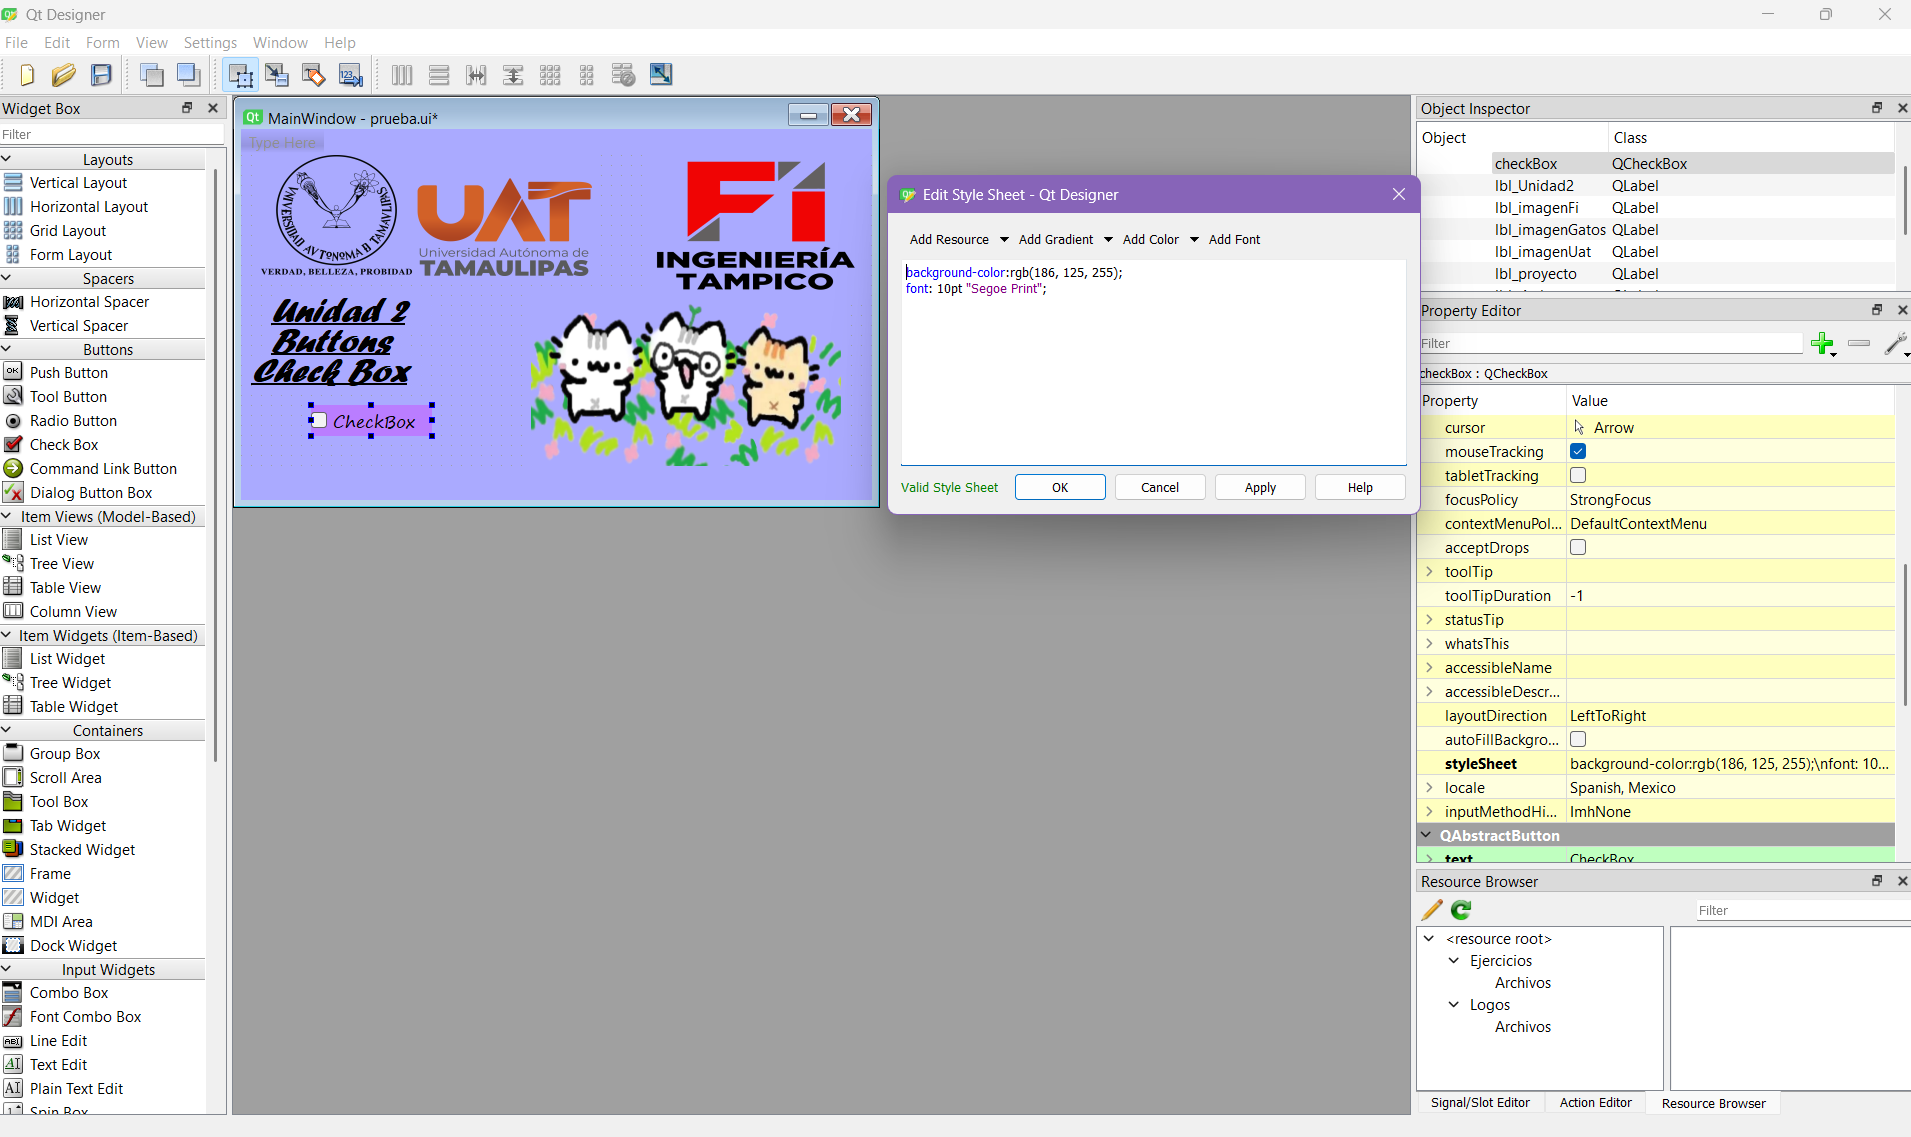 Qt Designer
File Edit Form View Settings Window Help
Widget Box
Filter
Layouts
Vertical Layout
Horizontal Layout
Grid Layout
Form Layout
Spacers
Horizontal Spacer
Vertical Spacer
Buttons
Push Button
Tool Button
Radio Button
Check Box
Command Link Button
Dialog Button Box
Item Views (Model-Based)
List View
Tree View
Table View
Column View
Item Widgets (Item-Based)
List Widget
Tree Widget
Table Widget
Containers
Group Box
Scroll Area
Tool Box
Tab Widget
Stacked Widget
Frame
Widget
MDI Area
Dock Widget
Input Widgets
Combo Box
Font Combo Box
Line Edit
Text Edit
Plain Text Edit
Spin Box
MainWindow - prueba.ui*
Type Here
UNIVERSIDAD AVTONOMA D TAMAVLIPAS
VERDAD, BELLEZA, PROBIDAD
UAT
Universidad Autónoma de
TAMAULIPAS
FI
INGENIERÍA
TAMPICO
Unidad 2
Buttons
Check Box
CheckBox
Edit Style Sheet - Qt Designer
Add Resource Add Gradient Add Color Add Font
background-color:rgb(186, 125, 255);
font: 10pt "Segoe Print";
Valid Style Sheet OK Cancel Apply Help
Object Inspector
Object Class
checkBox QCheckBox
lbl_Unidad2 QLabel
lbl_imagenFi QLabel
lbl_imagenGatos QLabel
lbl_imagenUat QLabel
lbl_proyecto QLabel
Property Editor
Filter
checkBox : QCheckBox
Property Value
cursor Arrow
mouseTracking
tabletTracking
focusPolicy StrongFocus
contextMenuPol... DefaultContextMenu
acceptDrops
toolTip
toolTipDuration -1
statusTip
whatsThis
accessibleName
accessibleDescr...
layoutDirection LeftToRight
autoFillBackgro...
styleSheet background-color:rgb(186, 125, 255);\nfont: 10...
locale Spanish, Mexico
inputMethodHi... ImhNone
QAbstractButton
text CheckBox
Resource Browser
Filter
<resource root>
Ejercicios
Archivos
Logos
Archivos
Signal/Slot Editor Action Editor Resource Browser